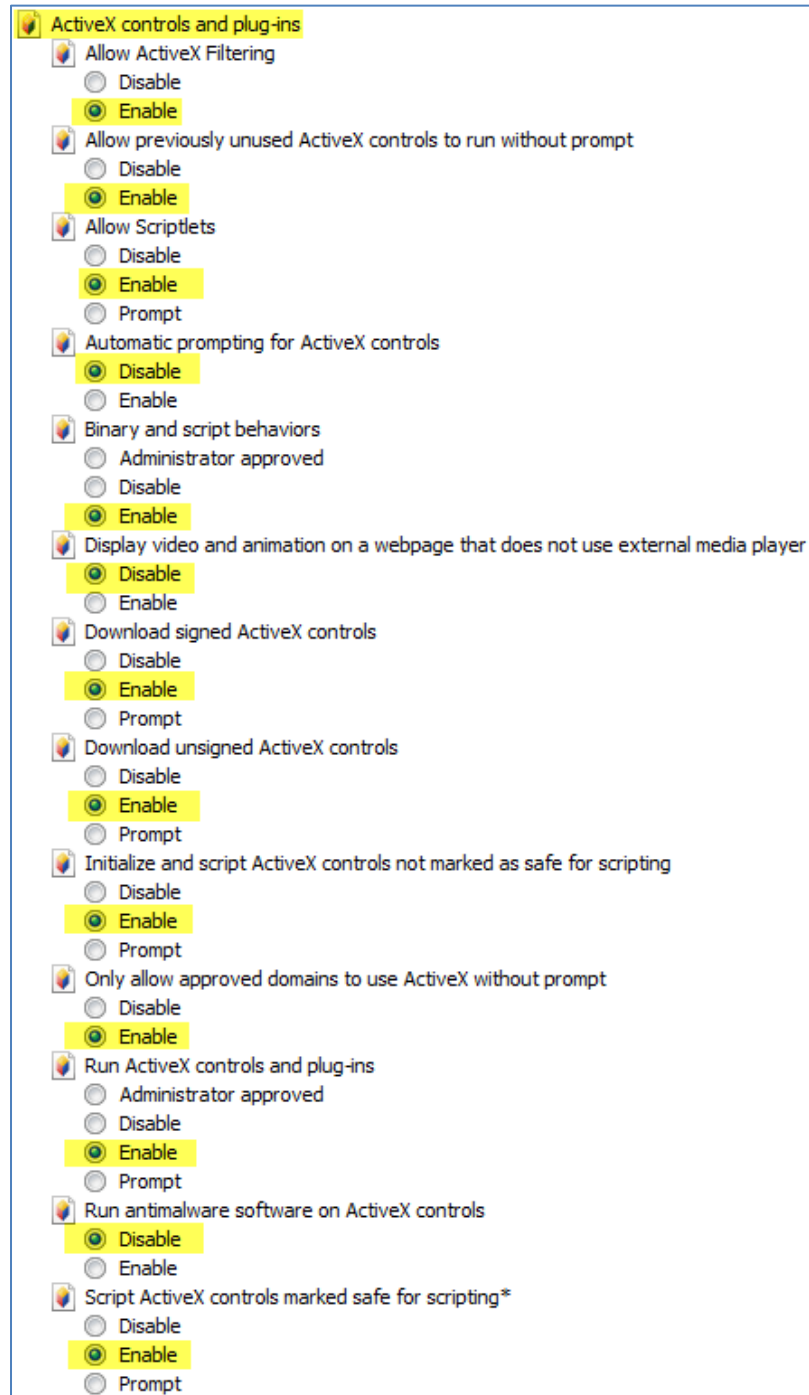 ActiveX controls and plug-ins
Allow ActiveX Filtering
Disable
Enable
Allow previously unused ActiveX controls to run without prompt
Disable
Enable
Allow Scriptlets
Disable
Enable
Prompt
Automatic prompting for ActiveX controls
Disable
Enable
Binary and script behaviors
Administrator approved
Disable
Enable
Display video and animation on a webpage that does not use external media player
Disable
Enable
Download signed ActiveX controls
Disable
Enable
Prompt
Download unsigned ActiveX controls
Disable
Enable
Prompt
Initialize and script ActiveX controls not marked as safe for scripting
Disable
Enable
Prompt
Only allow approved domains to use ActiveX without prompt
Disable
Enable
Run ActiveX controls and plug-ins
Administrator approved
Disable
Enable
Prompt
Run antimalware software on ActiveX controls
Disable
Enable
Script ActiveX controls marked safe for scripting*
Disable
Enable
Prompt